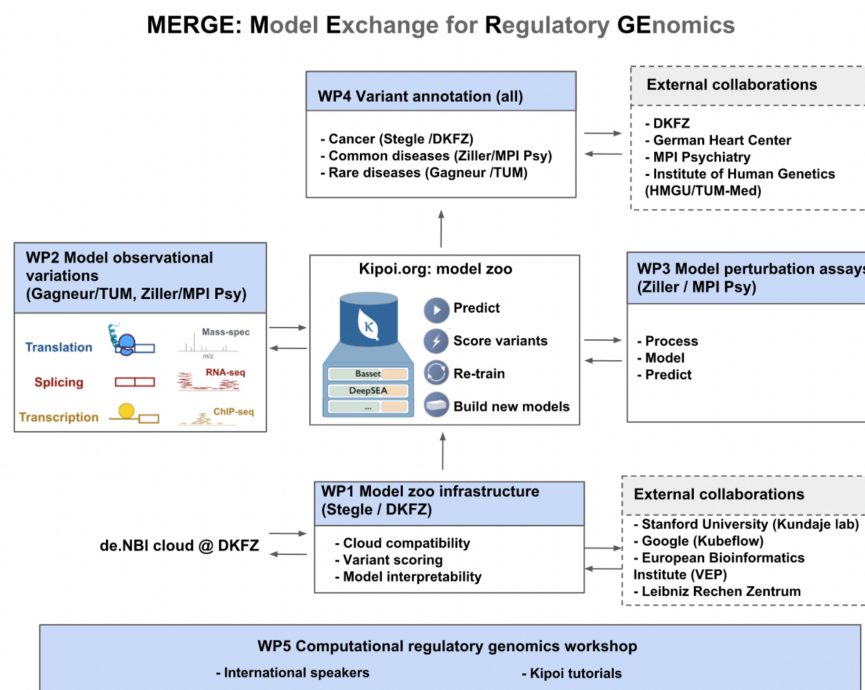 MERGE: Model Exchange for Regulatory GEnomics
WP4 Variant annotation (all)
- Cancer (Stegle /DKFZ)
- Common diseases (Ziller/MPI Psy)
- Rare diseases (Gagneur /TUM)
External collaborations
- DKFZ
- German Heart Center
- MPI Psychiatry
- Institute of Human Genetics
(HMGU/TUM-Med)
WP2 Model observational
variations
(Gagneur/TUM, Ziller/MPI Psy)
Translation
Mass-spec
m/z
Splicing
RNA-seq
Transcription
ChIP-seq
Kipoi.org: model zoo
K
Predict
Score variants
Re-train
Build new models
Basset
DeepSEA
...
WP3 Model perturbation assays
(Ziller / MPI Psy)
- Process
- Model
- Predict
WP1 Model zoo infrastructure
(Stegle / DKFZ)
- Cloud compatibility
- Variant scoring
- Model interpretability
de.NBI cloud @ DKFZ
External collaborations
- Stanford University (Kundaje lab)
- Google (Kubeflow)
- European Bioinformatics
Institute (VEP)
- Leibniz Rechen Zentrum
WP5 Computational regulatory genomics workshop
- International speakers
- Kipoi tutorials